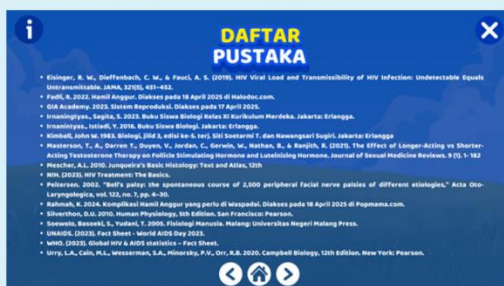 DAFTAR
PUSTAKA
• Eisinger, R. W., Dieffenbach, C. W., & Fauci, A. S. (2019). HIV Viral Load and Transmissibility of HIV Infection: Undetectable Equals
Untransmittable. JAMA, 321(5), 451–452.
• Fadli, R. 2022. Hamil Anggur. Diakses pada 18 April 2025 di Halodoc.com.
• GIA Academy. 2023. Sistem Reproduksi. Diakses pada 17 April 2025.
• Irnaningtyas, Sagita, S. 2023. Buku Siswa Biologi Kelas XI Kurikulum Merdeka. Jakarta: Erlangga.
• Irnanintyas, Istiadi, Y. 2016. Buku Siswa Biologi. Jakarta: Erlangga.
• Kimball, John W. 1983. Biologi, jilid 3, edisi ke-5. terj. Siti Soetarmi T. dan Nawangsari Sugiri. Jakarta: Erlangga
• Masterson, T., A., Darren T., Duyen, V., Jordan, C., Gerwin, W., Nathan, B., & Ranjith, R. (2021). The Effect of Longer-Acting vs Shorter-
Acting Testosterone Therapy on Follicle Stimulating Hormone and Luteinizing Hormone. Journal of Sexual Medicine Reviews. 9 (1). 1- 182
• Mescher, A.L. 2010. Junqueira's Basic Histology: Text and Atlas, 12th
• NIH. (2023). HIV Treatment: The Basics.
• Peiterson. 2002. "Bell's palsy: the spontaneous course of 2,500 peripheral facial nerve palsies of different etiologies," Acta Oto-
Laryngologica, vol. 122, no. 7, pp. 4–30.
• Rahmah, K. 2024. Komplikasi Hamil Anggur yang perlu di Waspadai. Diakses pada 18 April 2025 di Popmama.com.
• Silverthon, D.U. 2010. Human Physiology, 5th Edition. San Francisco: Pearson.
• Soewolo, Basoeki, S., Yudani, T. 2005. Fisiologi Manusia. Malang: Universitas Negeri Malang Press.
• UNAIDS. (2023). Fact Sheet - World AIDS Day 2023.
• WHO. (2023). Global HIV & AIDS statistics – Fact Sheet.
• Urry, L.A., Cain, M.L., Wesserman, S.A., Minorsky, P.V., Orr, R.B. 2020. Campbell Biology, 12th Edition. New York: Pearson.